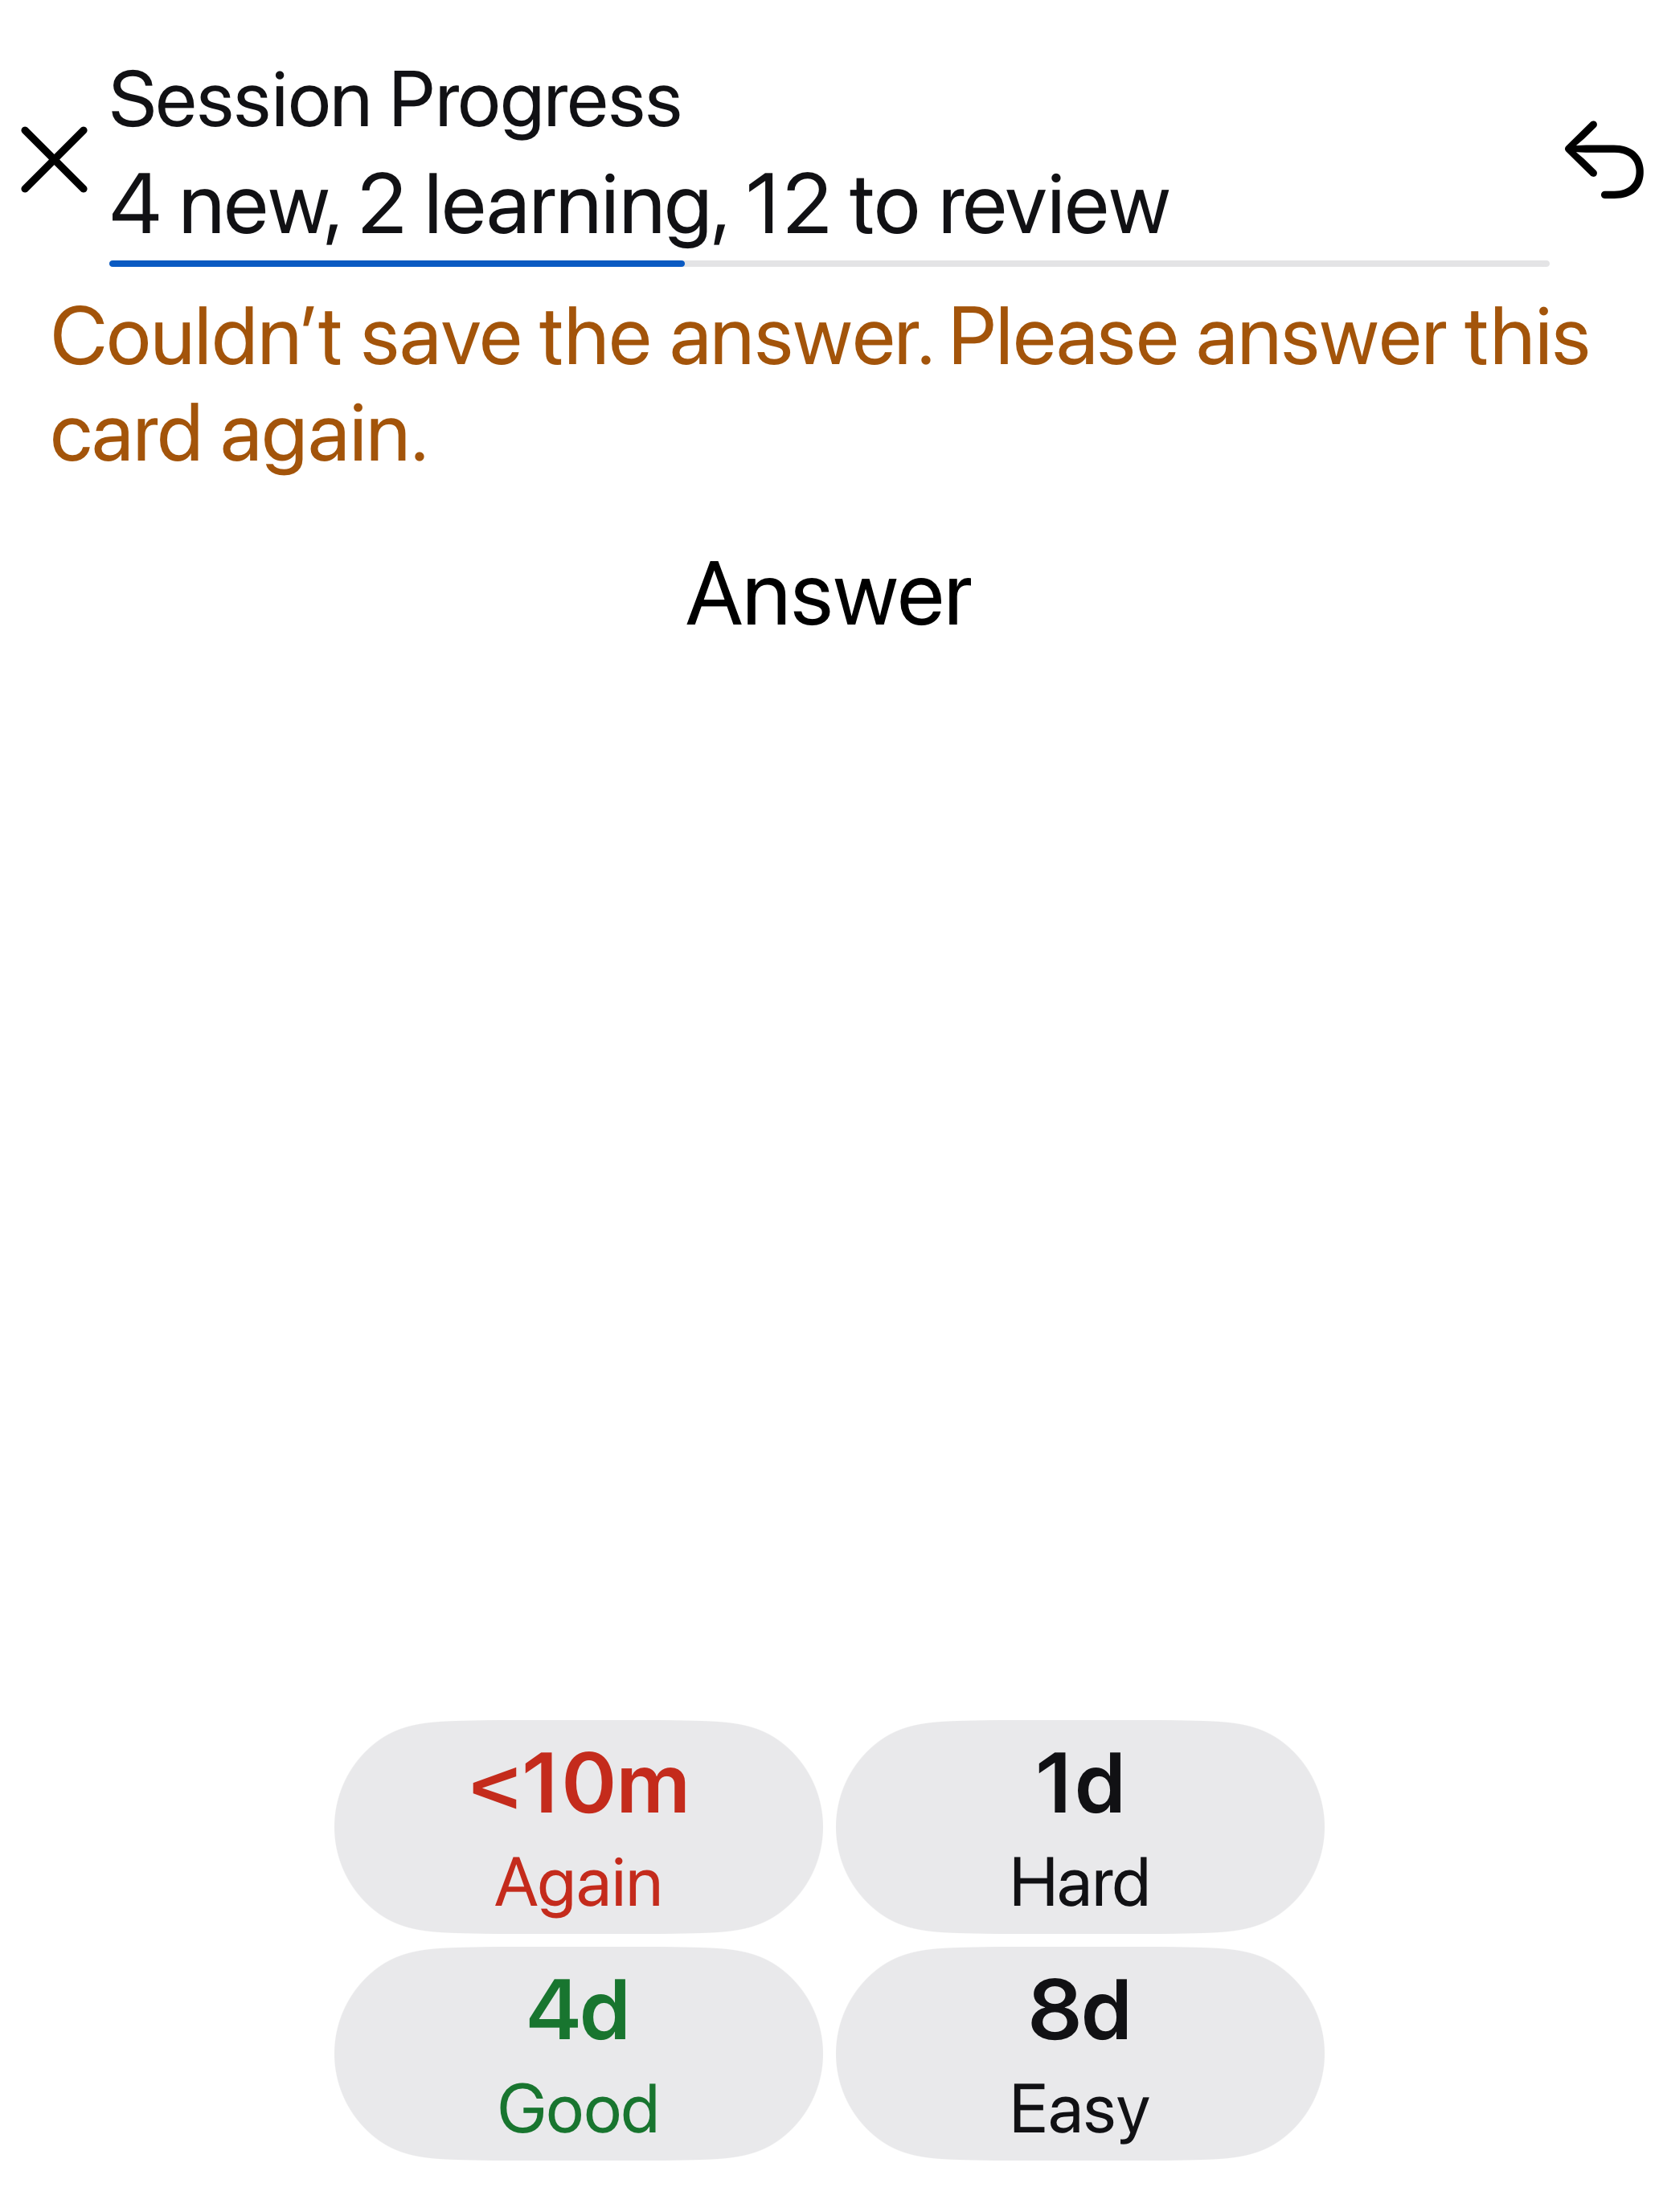 Session Progress
4 new, 2 learning, 12 to review
Couldn’t save the answer. Please answer this
card again.
Answer
<10m
Again
1d
Hard
4d
Good
8d
Easy